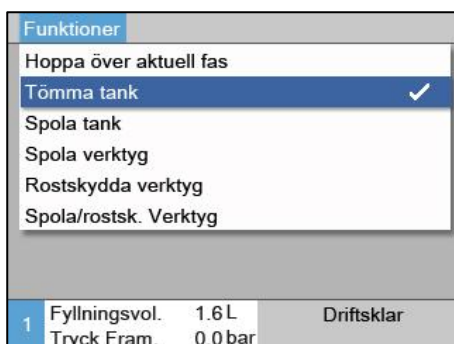 Funktioner
Hoppa över aktuell fas
Tömma tank
Spola tank
Spola verktyg
Rostskydda verktyg
Spola/rostsk. Verktyg
1 Fyllningsvol. 1.6 L Driftsklar
Tryck Fram. 0.0 bar